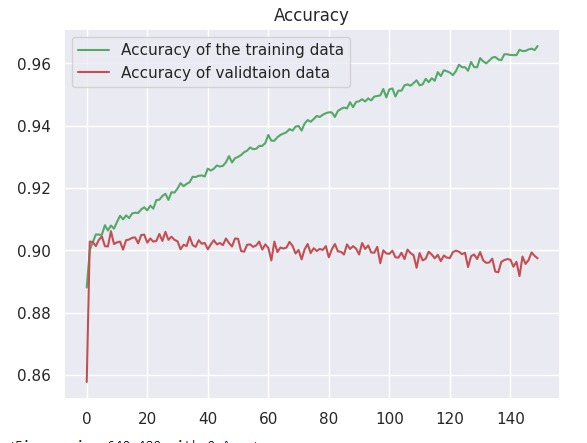 Accuracy
Accuracy of the training data
Accuracy of validtaion data
0.96
0.94
0.92
0.90
0.88
0.86
0 20 40 60 80 100 120 140